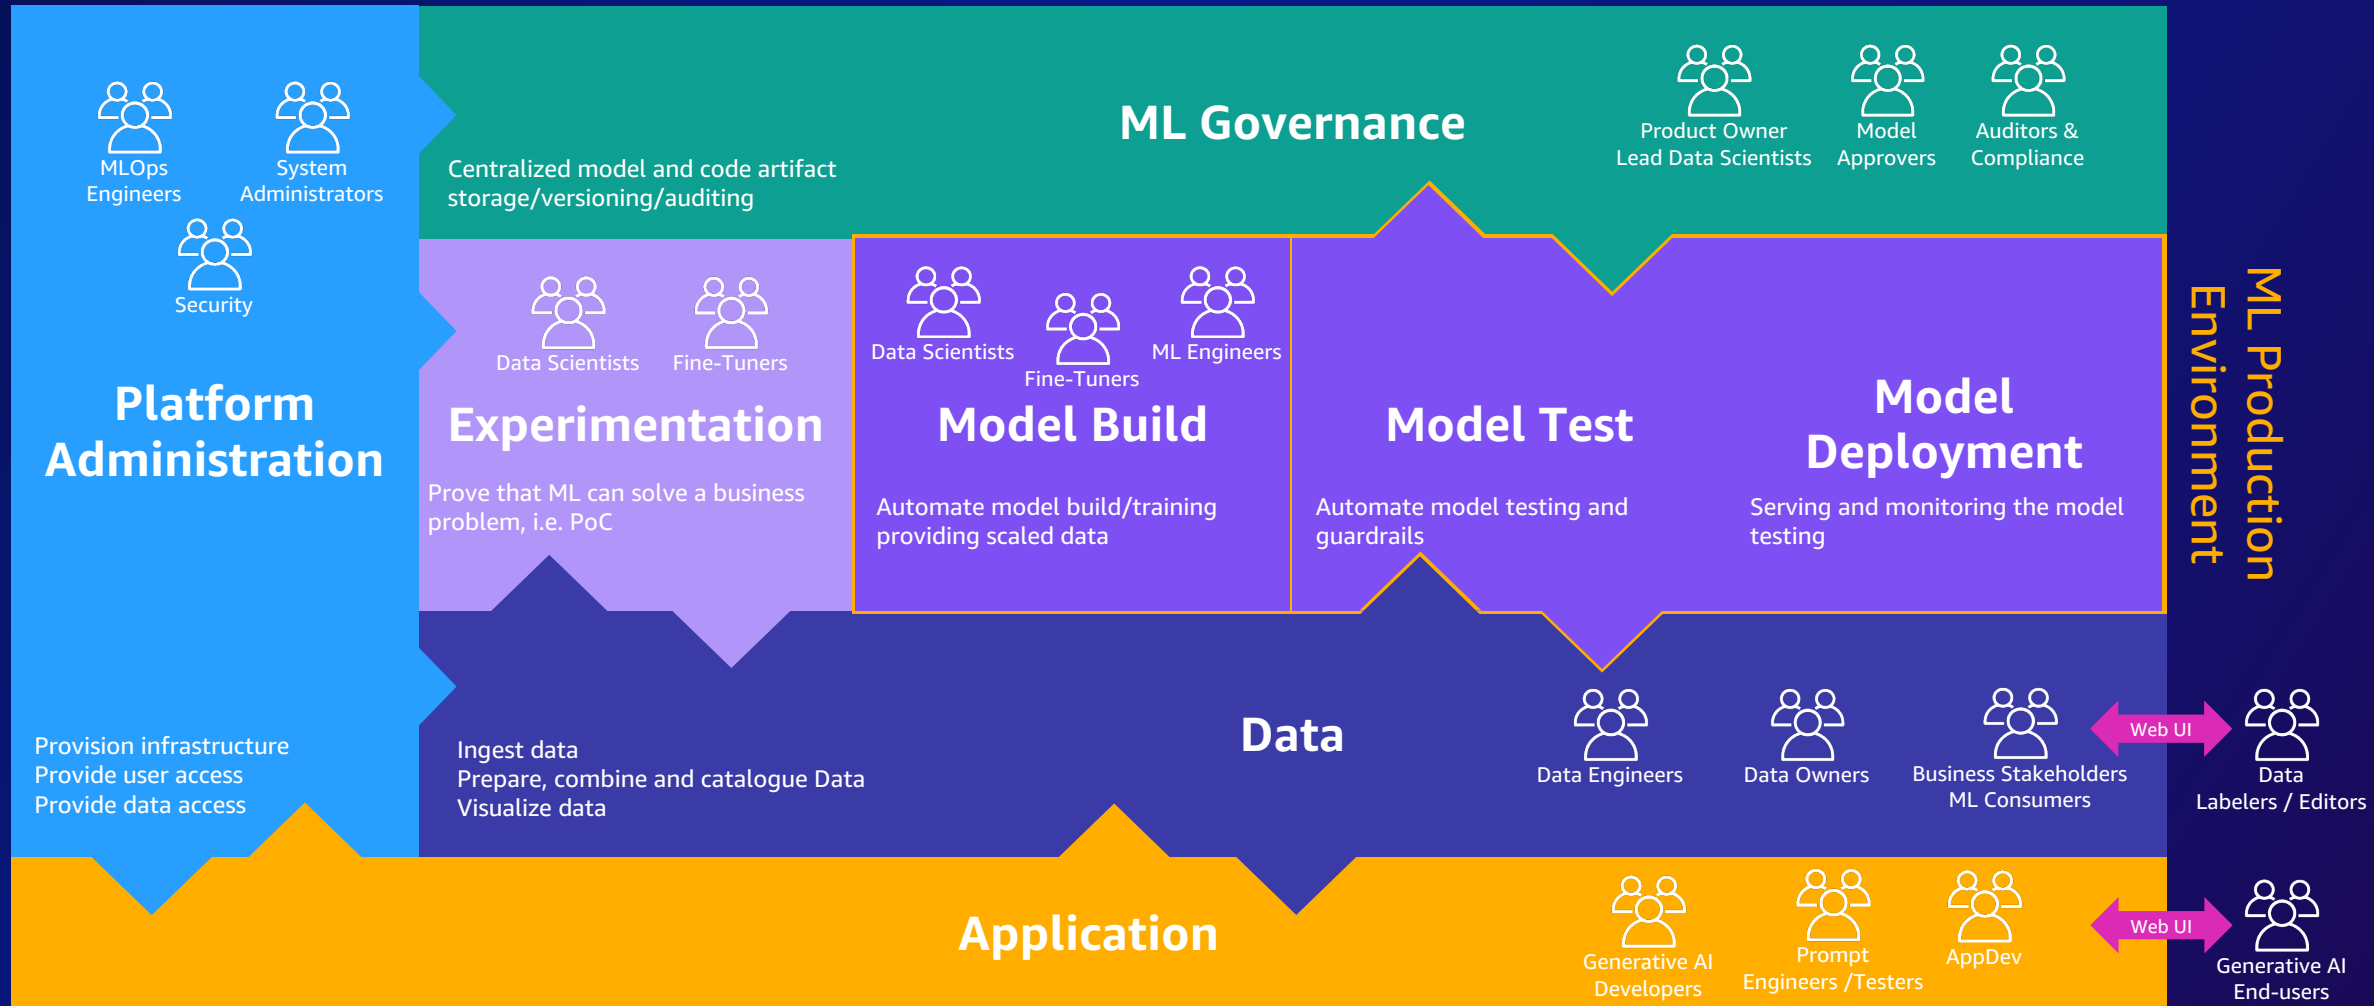 MLOps
Engineers
System
Administrators
Security
Platform
Administration
Provision infrastructure
Provide user access
Provide data access
ML Governance
Centralized model and code artifact
storage/versioning/auditing
Product Owner
Lead Data Scientists
Model
Approvers
Auditors &
Compliance
Data Scientists
Fine-Tuners
Experimentation
Prove that ML can solve a business
problem, i.e. PoC
Data Scientists
Fine-Tuners
ML Engineers
Model Build
Automate model build/training
providing scaled data
Model Test
Automate model testing and
guardrails
Model
Deployment
Serving and monitoring the model
testing
ML Production
Environment
Data
Ingest data
Prepare, combine and catalogue Data
Visualize data
Data Engineers
Data Owners
Business Stakeholders
ML Consumers
Web UI
Data
Labelers / Editors
Application
Generative AI
Developers
Prompt
Engineers /Testers
AppDev
Web UI
Generative AI
End-users